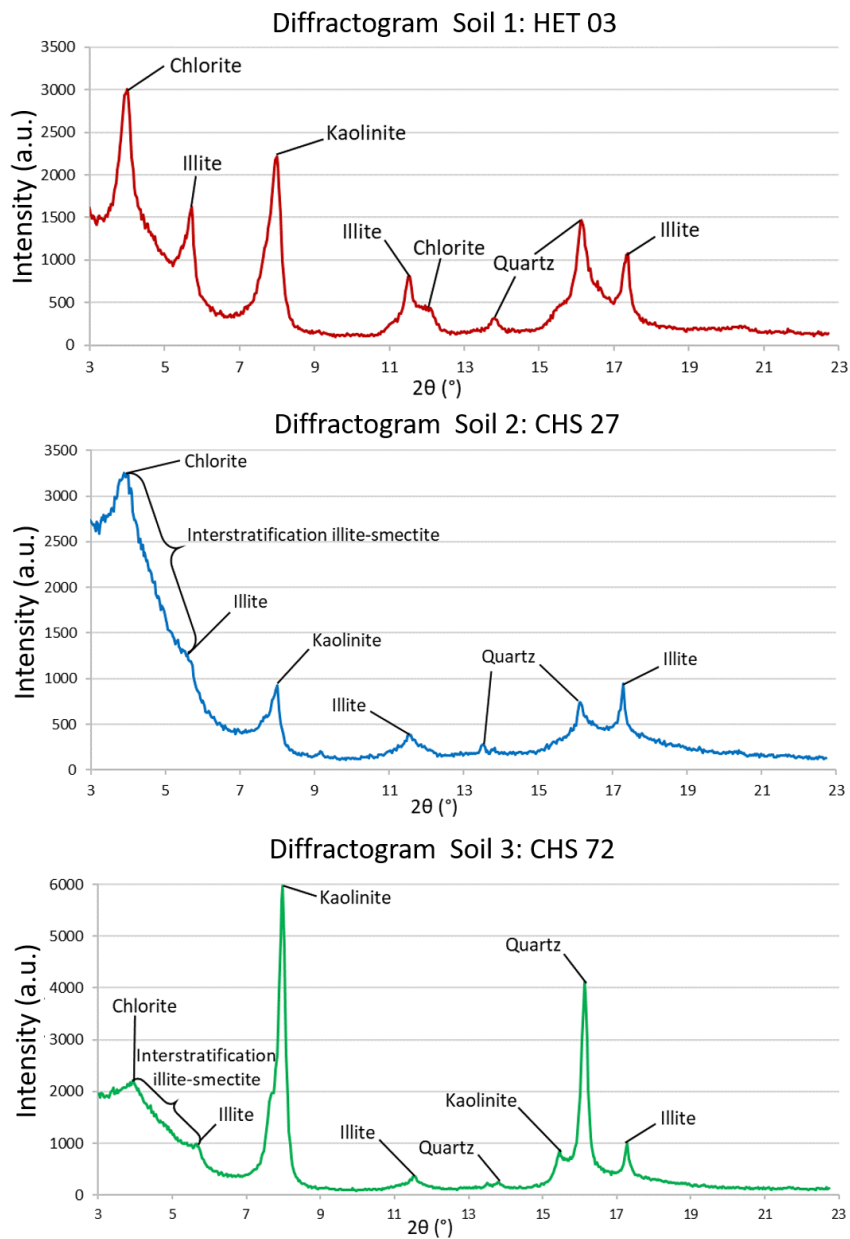 Diffractogram  Soil 1: HET 03
Intensity (a.u.)
3500
3000
2500
2000
1500
1000
500
0
Chlorite
Illite
Kaolinite
Illite
Chlorite
Quartz
Illite
3 5 7 9 11 13 15 17 19 21 23
2θ (°)
Diffractogram  Soil 2: CHS 27
Intensity (a.u.)
3500
3000
2500
2000
1500
1000
500
0
Chlorite
Interstratification illite-smectite
Illite
Kaolinite
Illite
Quartz
Illite
3 5 7 9 11 13 15 17 19 21 23
2θ (°)
Diffractogram  Soil 3: CHS 72
Intensity (a.u.)
6000
5000
4000
3000
2000
1000
0
Kaolinite
Quartz
Chlorite
Interstratification
illite-smectite
Illite
Illite
Quartz
Kaolinite
Illite
3 5 7 9 11 13 15 17 19 21 23
2θ (°)